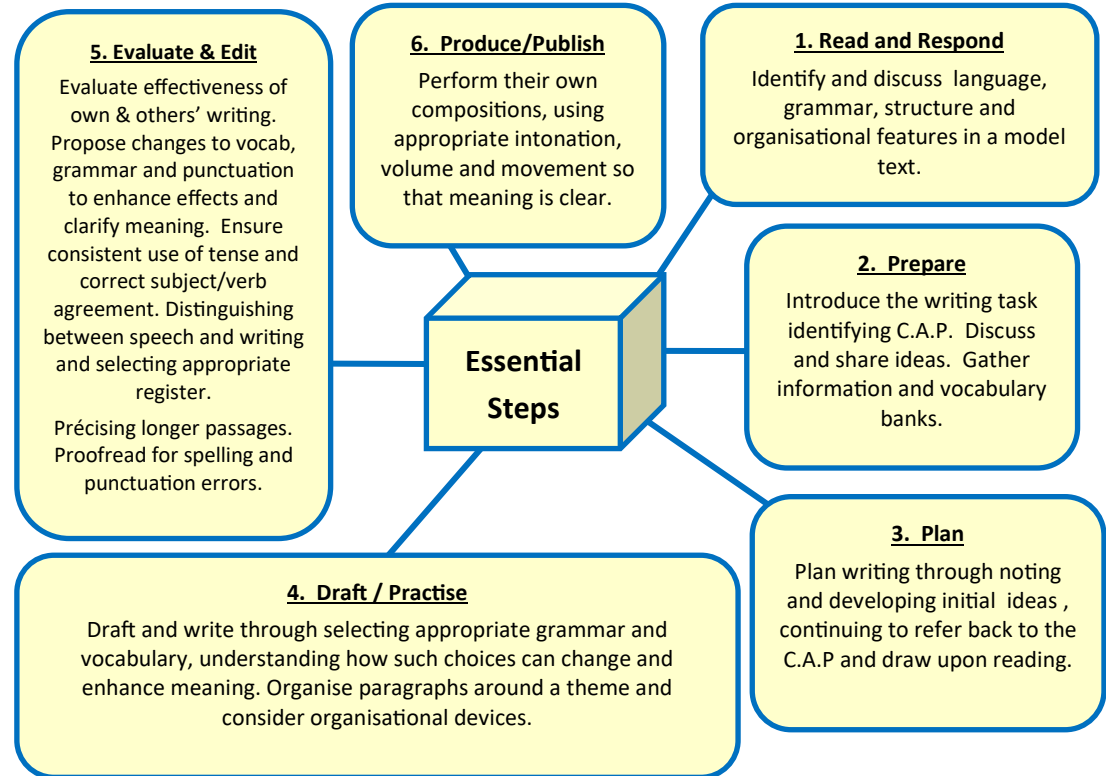 Essential
Steps
1. Read and Respond
Identify and discuss language,
grammar, structure and
organisational features in a model
text.
2. Prepare
Introduce the writing task
identifying C.A.P. Discuss
and share ideas. Gather
information and vocabulary
banks.
3. Plan
Plan writing through noting
and developing initial ideas ,
continuing to refer back to the
C.A.P and draw upon reading.
4. Draft / Practise
Draft and write through selecting appropriate grammar and
vocabulary, understanding how such choices can change and
enhance meaning. Organise paragraphs around a theme and
consider organisational devices.
5. Evaluate & Edit
Evaluate effectiveness of
own & others’ writing.
Propose changes to vocab,
grammar and punctuation
to enhance effects and
clarify meaning. Ensure
consistent use of tense and
correct subject/verb
agreement. Distinguishing
between speech and writing
and selecting appropriate
register.
Précising longer passages.
Proofread for spelling and
punctuation errors.
6. Produce/Publish
Perform their own
compositions, using
appropriate intonation,
volume and movement so
that meaning is clear.